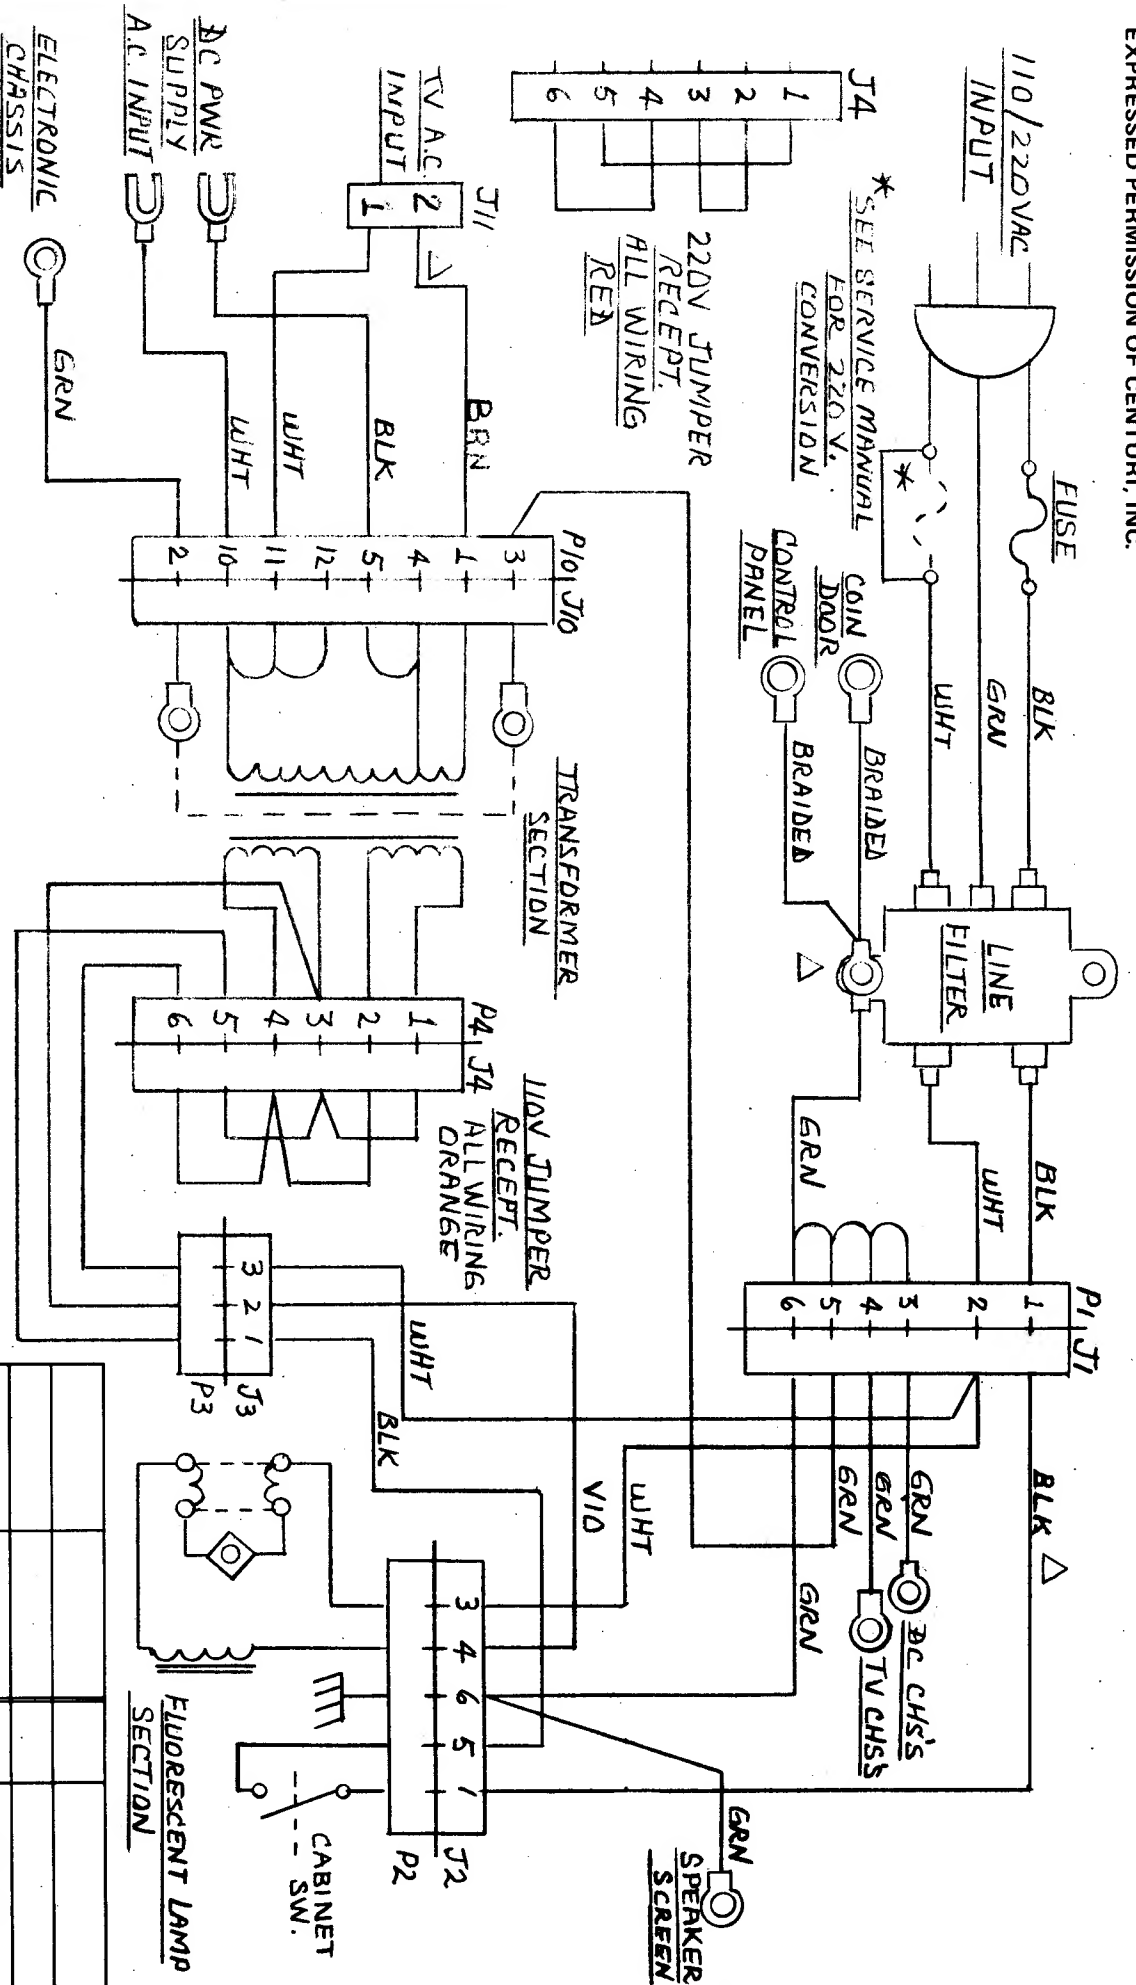 EXPRESSED PERMISSION OF CENTURI, INC.
110/220VAC
INPUT
FUSE
BLK
GRN
WHT
*
LINE
FILTER
BLK
WHT
P1, J1
1
2
3
4
5
6
BLK △
GRN
GRN
GRN
GRN
DC CHS'S
TV CHS'S
*SEE SERVICE MANUAL
FOR 220 V.
CONVERSION
COIN
DOOR
CONTROL
PANEL
BRAIDED
BRAIDED
△
GRN
J4
1
2
3
4
5
6
220V JUMPER
RECEPT.
ALL WIRING
RED
WHT
VIO
GRN
SPEAKER
SCREEN
TV A.C.
INPUT
J11
2
1
△
DC PWR
SUPPLY
A.C. INPUT
ELECTRONIC
CHASSIS
BRN
BLK
WHT
WHT
GRN
P10, J10
3
1
4
5
12
11
10
2
TRANSFORMER
SECTION
P4, J4
1
2
3
4
5
6
110V JUMPER
RECEPT.
ALL WIRING
ORANGE
3
2
1
J3
P3
WHT
BLK
3
4
6
5
1
J2
P2
CABINET
SW.
FLUORESCENT LAMP
SECTION